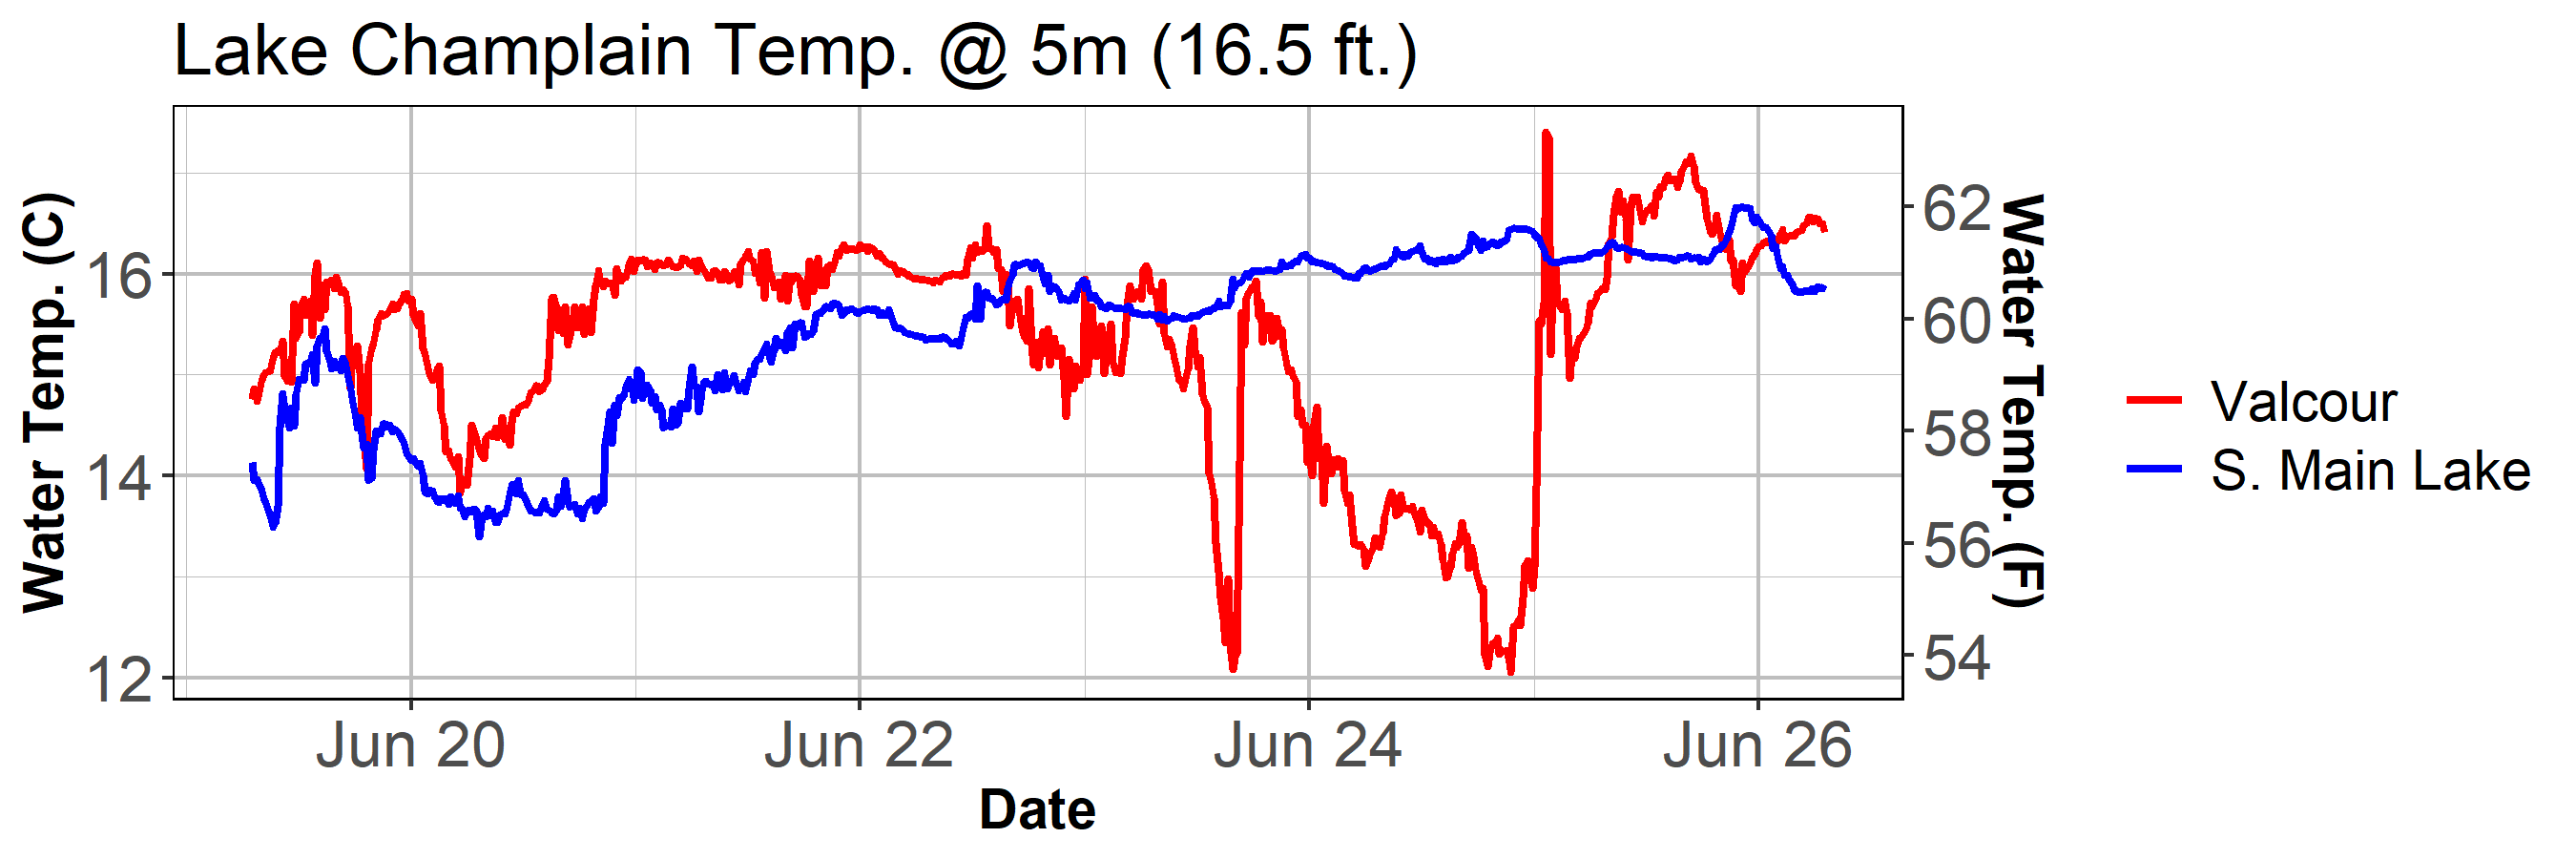 Lake Champlain Temp. @ 5m (16.5 ft.)
Water Temp. (C)
16
14
12
62
60
58
56
54
Water Temp. (F)
Jun 20
Jun 22
Jun 24
Jun 26
Date
Valcour
S. Main Lake